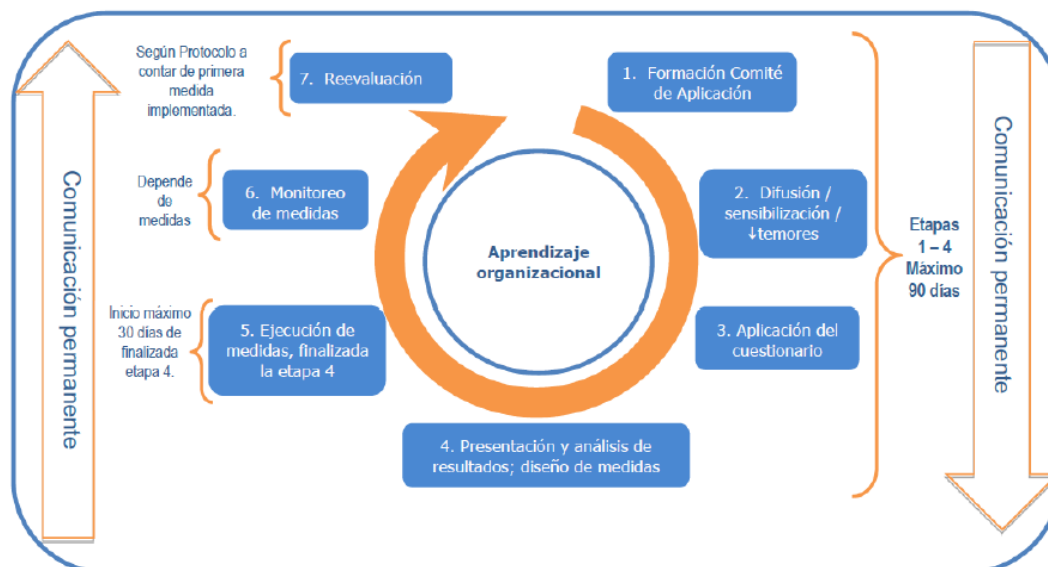 Comunicación permanente
Según Protocolo a
contar de primera
medida
implementada.
7. Reevaluación
1. Formación Comité
de Aplicación
Depende
de
medidas
6. Monitoreo
de medidas
2. Difusión /
sensibilización /
↓temores
Aprendizaje
organizacional
Etapas
1 – 4
Máximo
90 días
Inicio máximo
30 días de
finalizada
etapa 4.
5. Ejecución de
medidas, finalizada
la etapa 4
3. Aplicación del
cuestionario
4. Presentación y análisis de
resultados; diseño de medidas
Comunicación permanente